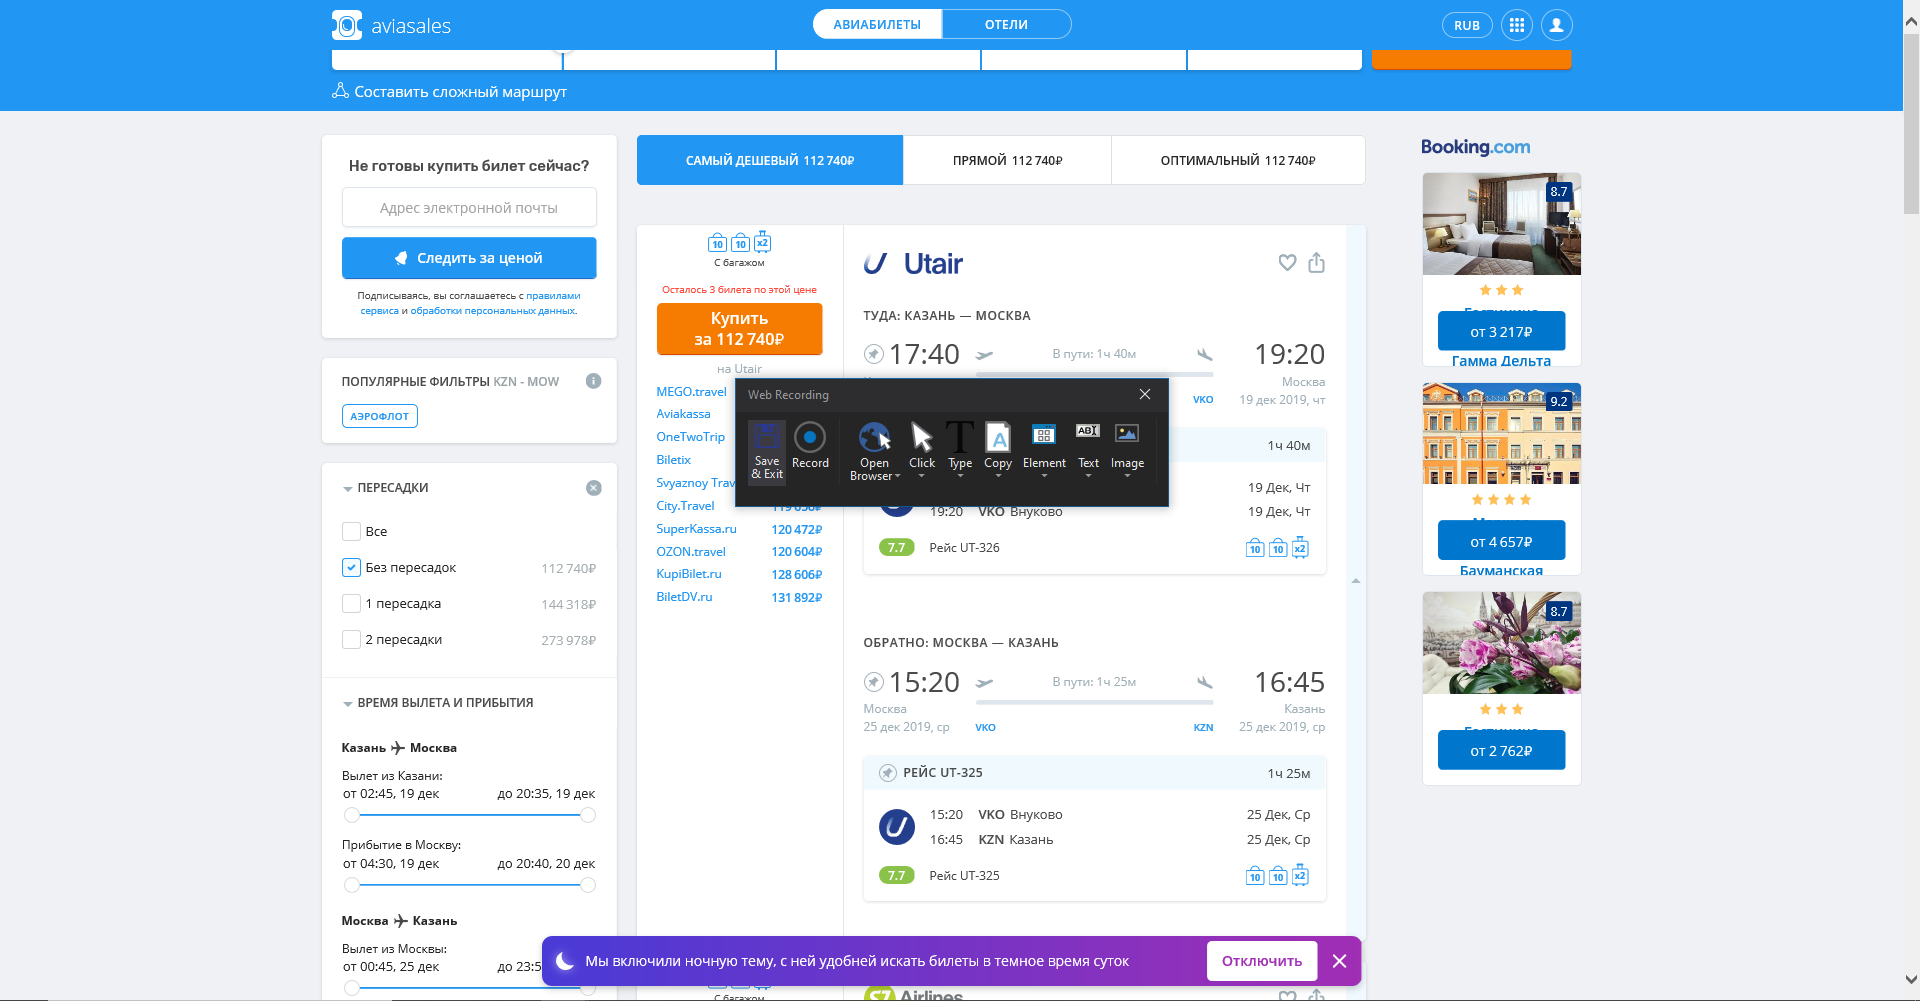 aviasales
АВИАБИЛЕТЫ
ОТЕЛИ
RUB
Составить сложный маршрут
Не готовы купить билет сейчас?
Адрес электронной почты
Следить за ценой
Подписываясь, вы соглашаетесь с правилами
сервиса и обработки персональных данных.
ПОПУЛЯРНЫЕ ФИЛЬТРЫ KZN - MOW
АЭРОФЛОТ
ПЕРЕСАДКИ
Все
Без пересадок 112 740₽
1 пересадка 144 318₽
2 пересадки 273 978₽
ВРЕМЯ ВЫЛЕТА И ПРИБЫТИЯ
Казань Москва
Вылет из Казани:
от 02:45, 19 дек до 20:35, 19 дек
Прибытие в Москву:
от 04:30, 19 дек до 20:40, 20 дек
Москва Казань
Вылет из Москвы:
от 00:45, 25 дек до 23:5
САМЫЙ ДЕШЕВЫЙ 112 740₽
ПРЯМОЙ 112 740₽
ОПТИМАЛЬНЫЙ 112 740₽
10 10 x2
С багажом
Осталось 3 билета по этой цене
Купить
за 112 740₽
на Utair
MEGO.travel
Aviakassa
OneTwoTrip
Biletix
Svyaznoy Trav
City.Travel
SuperKassa.ru 120 472₽
OZON.travel 120 604₽
KupiBilet.ru 128 606₽
BiletDV.ru 131 892₽
Utair
ТУДА: КАЗАНЬ — МОСКВА
17:40 В пути: 1ч 40м 19:20
Москва
VKO 19 дек 2019, чт
1ч 40м
19 Дек, Чт
19:20 VKO Внуково 19 Дек, Чт
7.7 Рейс UT-326 10 10 x2
ОБРАТНО: МОСКВА — КАЗАНЬ
15:20 В пути: 1ч 25м 16:45
Москва Казань
25 дек 2019, ср VKO KZN 25 дек 2019, ср
РЕЙС UT-325 1ч 25м
15:20 VKO Внуково 25 Дек, Ср
16:45 KZN Казань 25 Дек, Ср
7.7 Рейс UT-325 10 10 x2
Web Recording
Save
& Exit
Record
Open
Browser
Click
Type
Copy
Element
Text
Image
Мы включили ночную тему, с ней удобней искать билеты в темное время суток
Отключить
С багажом
S7 Airlines
Booking.com
8.7
от 3 217₽
Гамма Дельта
9.2
от 4 657₽
Бауманская
8.7
от 2 762₽